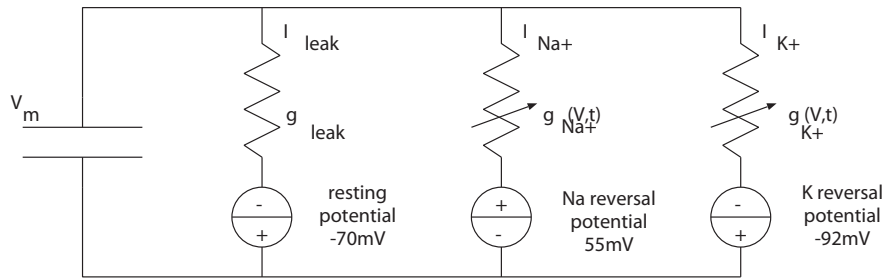 I leak
I Na+
I K+
V m
g leak
g (V,t) Na+
g (V,t) K+
-
+
resting
potential
-70mV
+
-
Na reversal
potential
55mV
-
+
K reversal
potential
-92mV